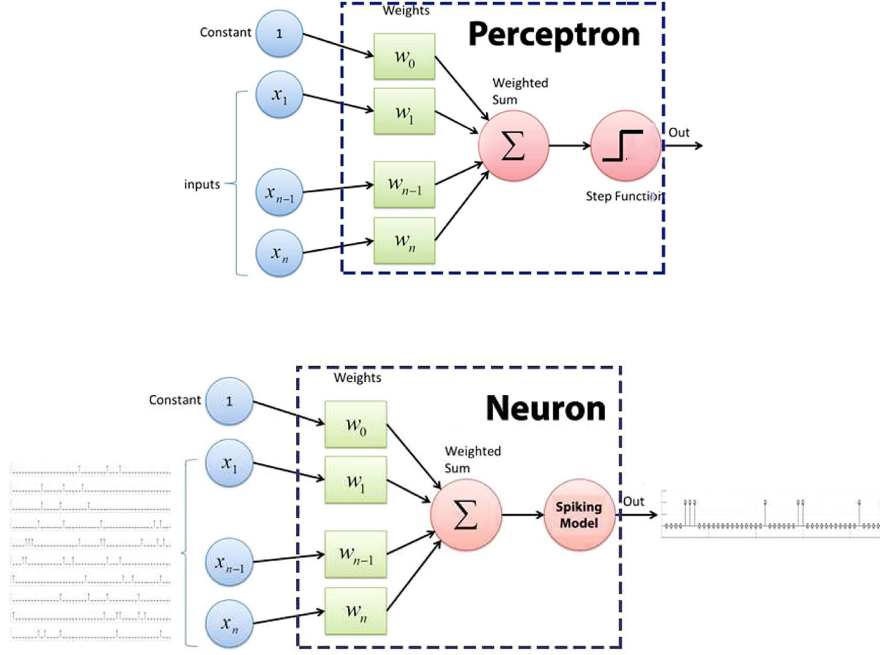 Weights
Perceptron
Constant
1
w₀
Weighted
Sum
x₁
w₁
Σ
Out
inputs
xₙ₋₁
wₙ₋₁
Step Function
xₙ
wₙ
Weights
Neuron
Constant
1
w₀
Weighted
Sum
x₁
w₁
Σ
Spiking
Model
Out
xₙ₋₁
wₙ₋₁
xₙ
wₙ